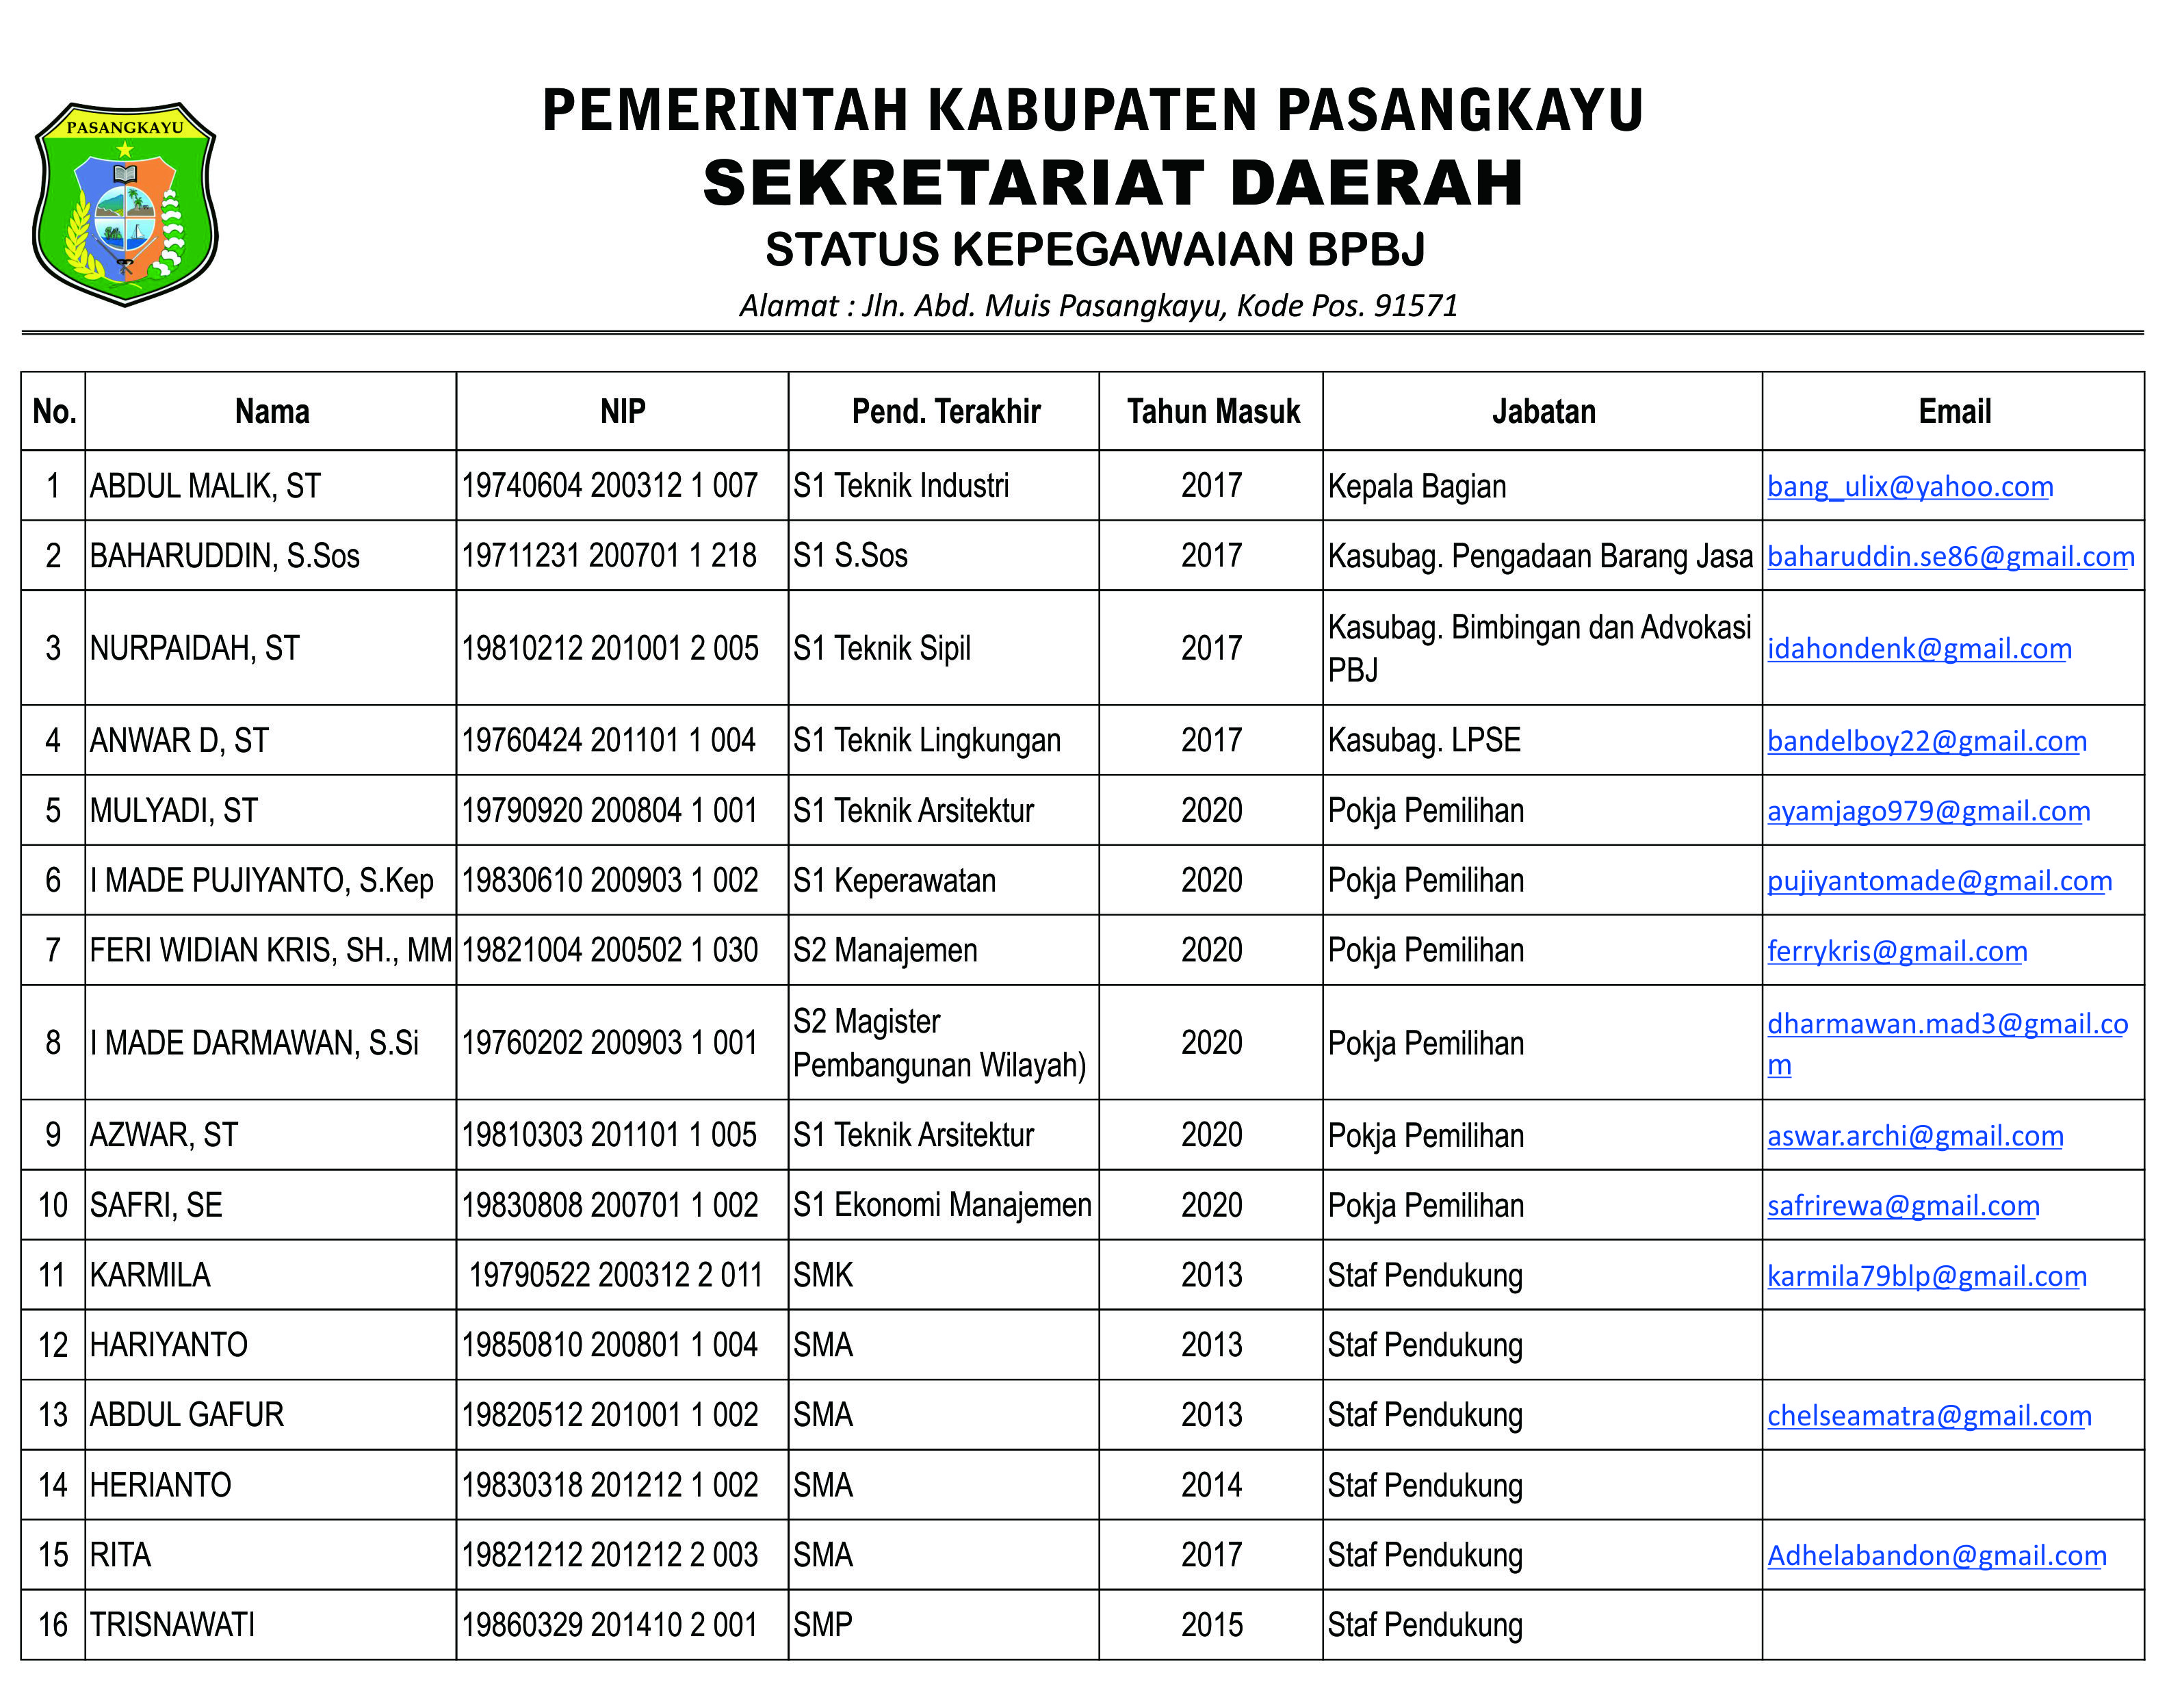 PASANGKAYU
PEMERINTAH KABUPATEN PASANGKAYU
SEKRETARIAT DAERAH
STATUS KEPEGAWAIAN BPBJ
Alamat : Jln. Abd. Muis Pasangkayu, Kode Pos. 91571
No. Nama NIP Pend. Terakhir Tahun Masuk Jabatan Email
1 ABDUL MALIK, ST 19740604 200312 1 007 S1 Teknik Industri 2017 Kepala Bagian bang_ulix@yahoo.com
2 BAHARUDDIN, S.Sos 19711231 200701 1 218 S1 S.Sos 2017 Kasubag. Pengadaan Barang Jasa baharuddin.se86@gmail.com
3 NURPAIDAH, ST 19810212 201001 2 005 S1 Teknik Sipil 2017 Kasubag. Bimbingan dan Advokasi
PBJ idahondenk@gmail.com
4 ANWAR D, ST 19760424 201101 1 004 S1 Teknik Lingkungan 2017 Kasubag. LPSE bandelboy22@gmail.com
5 MULYADI, ST 19790920 200804 1 001 S1 Teknik Arsitektur 2020 Pokja Pemilihan ayamjago979@gmail.com
6 I MADE PUJIYANTO, S.Kep 19830610 200903 1 002 S1 Keperawatan 2020 Pokja Pemilihan pujiyantomade@gmail.com
7 FERI WIDIAN KRIS, SH., MM 19821004 200502 1 030 S2 Manajemen 2020 Pokja Pemilihan ferrykris@gmail.com
8 I MADE DARMAWAN, S.Si 19760202 200903 1 001 S2 Magister
Pembangunan Wilayah) 2020 Pokja Pemilihan dharmawan.mad3@gmail.co
m
9 AZWAR, ST 19810303 201101 1 005 S1 Teknik Arsitektur 2020 Pokja Pemilihan aswar.archi@gmail.com
10 SAFRI, SE 19830808 200701 1 002 S1 Ekonomi Manajemen 2020 Pokja Pemilihan safrirewa@gmail.com
11 KARMILA 19790522 200312 2 011 SMK 2013 Staf Pendukung karmila79blp@gmail.com
12 HARIYANTO 19850810 200801 1 004 SMA 2013 Staf Pendukung
13 ABDUL GAFUR 19820512 201001 1 002 SMA 2013 Staf Pendukung chelseamatra@gmail.com
14 HERIANTO 19830318 201212 1 002 SMA 2014 Staf Pendukung
15 RITA 19821212 201212 2 003 SMA 2017 Staf Pendukung Adhelabandon@gmail.com
16 TRISNAWATI 19860329 201410 2 001 SMP 2015 Staf Pendukung